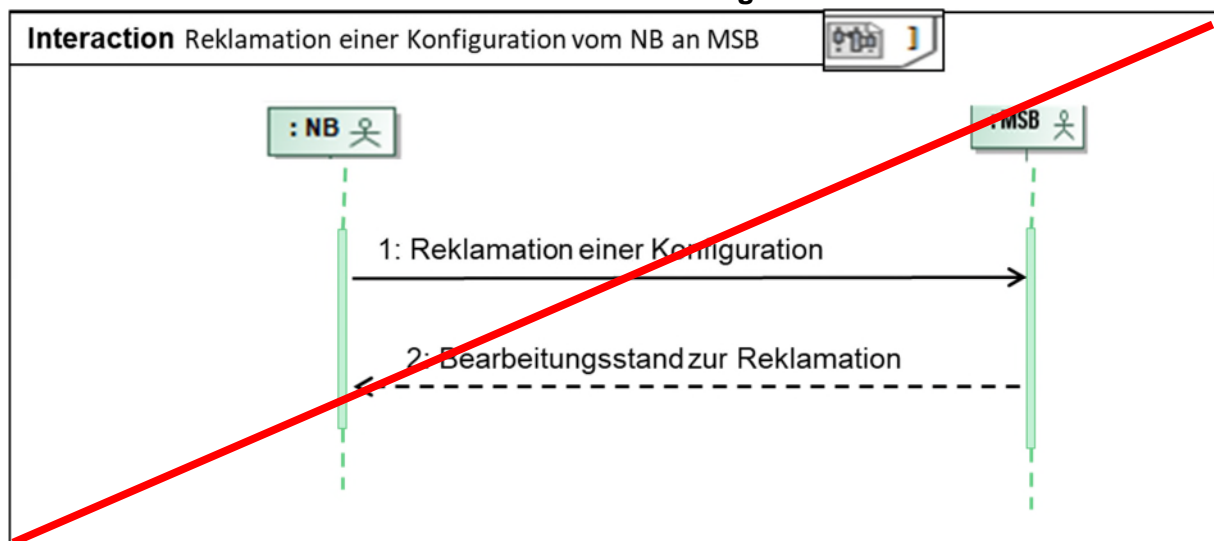 Interaction Reklamation einer Konfiguration vom NB an MSB
: NB
: MSB
1: Reklamation einer Konfiguration
2: Bearbeitungsstand zur Reklamation